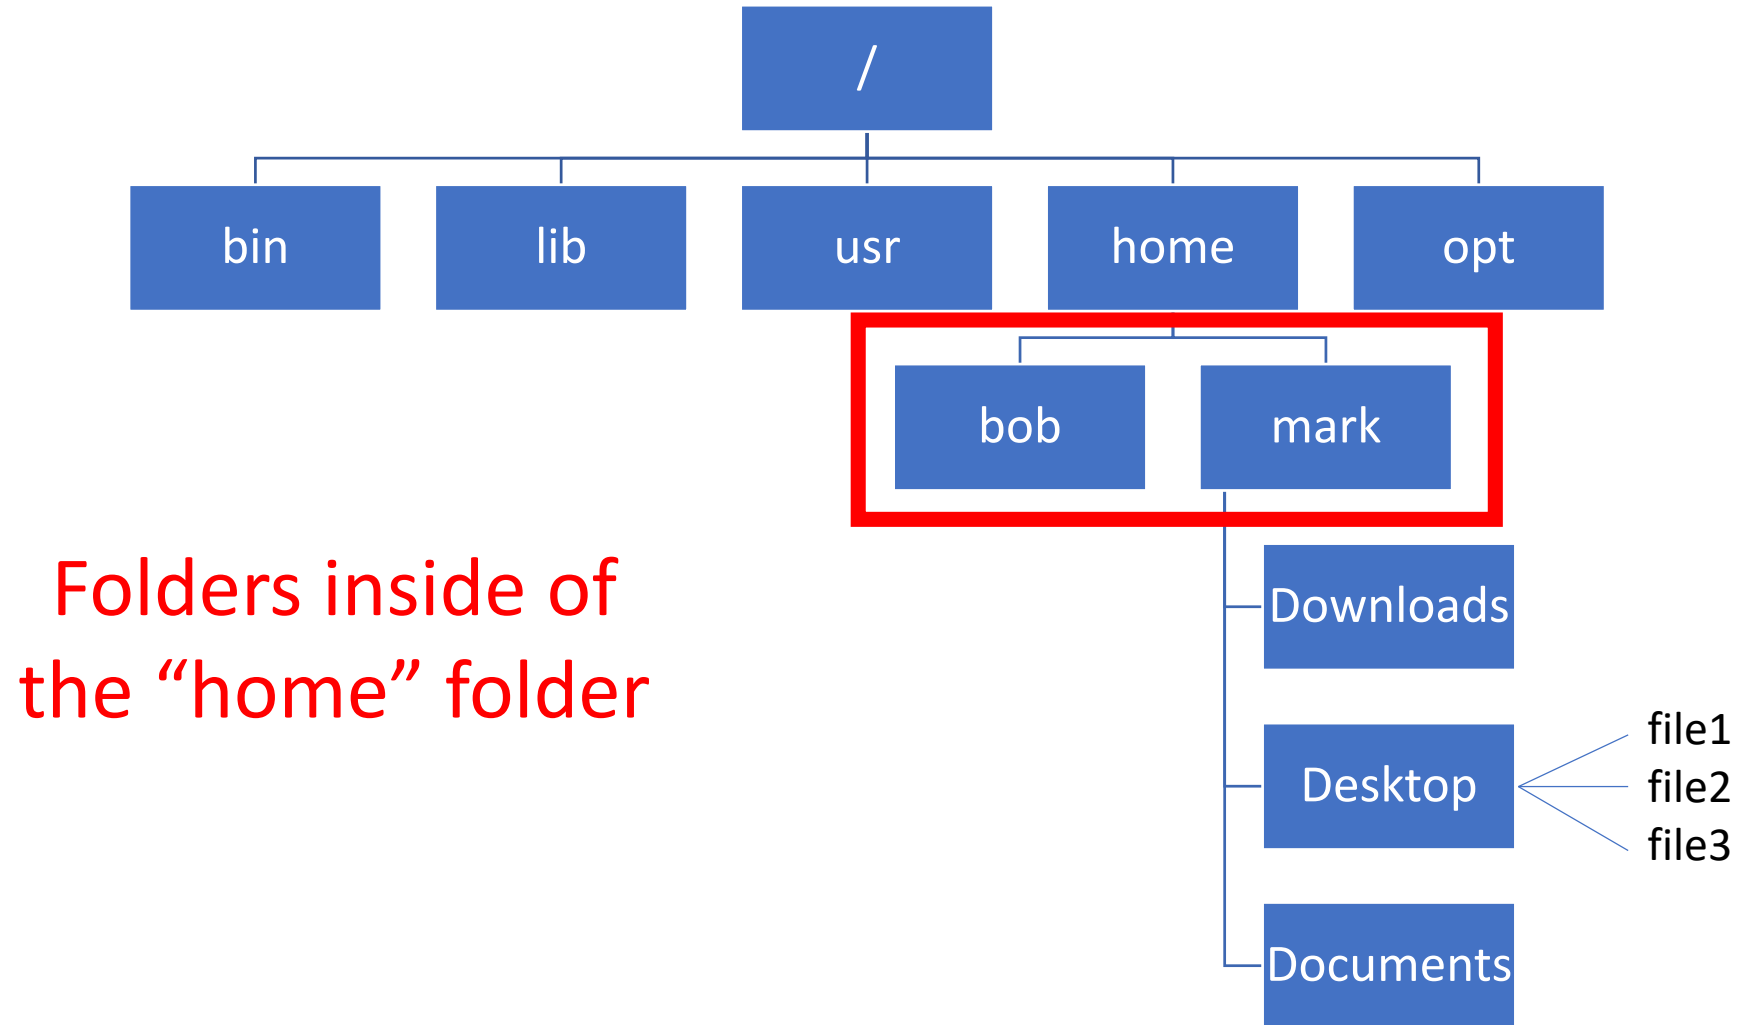 /
bin lib usr home opt
bob mark
Folders inside of
the “home” folder
Downloads
Desktop
file1
file2
file3
Documents